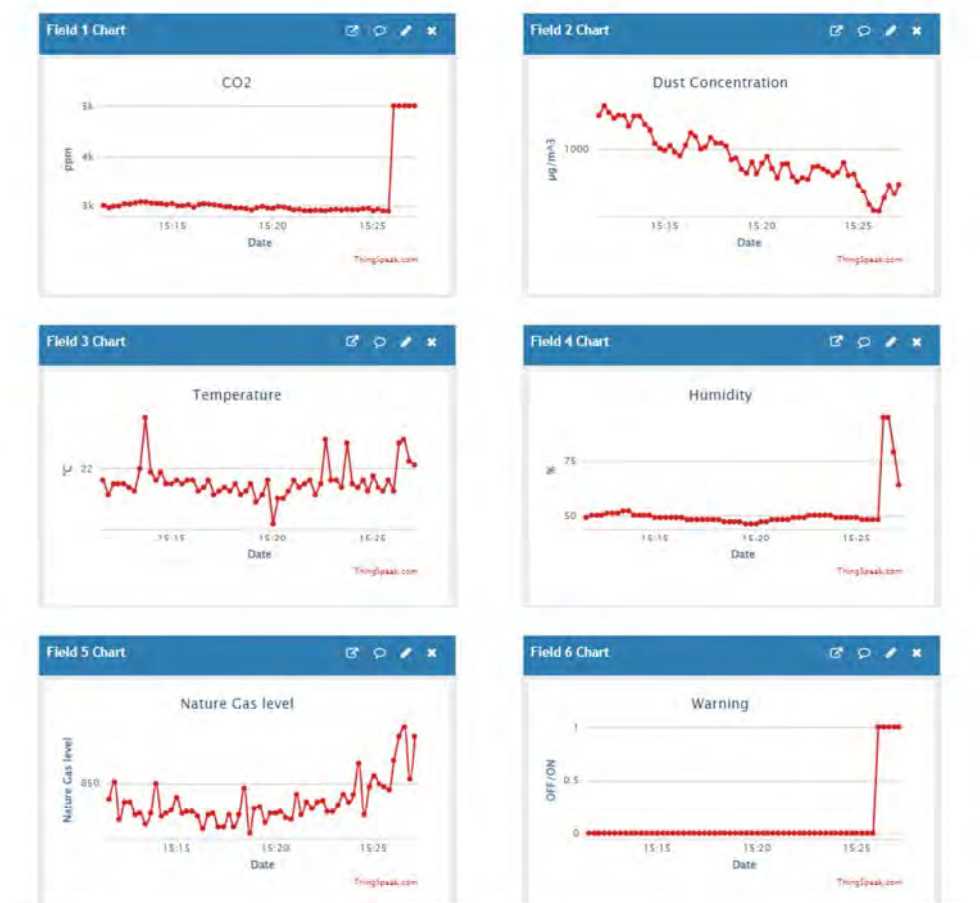 Field 1 Chart
CO2
5k
4k
3k
ppm
15:15 15:20 15:25
Date
ThingSpeak.com
Field 2 Chart
Dust Concentration
1000
µg/m^3
15:15 15:20 15:25
Date
ThingSpeak.com
Field 3 Chart
Temperature
°C
22
15:15 15:20 15:25
Date
ThingSpeak.com
Field 4 Chart
Humidity
75
%
50
15:15 15:20 15:25
Date
ThingSpeak.com
Field 5 Chart
Nature Gas level
Nature Gas level
850
15:15 15:20 15:25
Date
ThingSpeak.com
Field 6 Chart
Warning
1
OFF/ON
0.5
0
15:15 15:20 15:25
Date
ThingSpeak.com